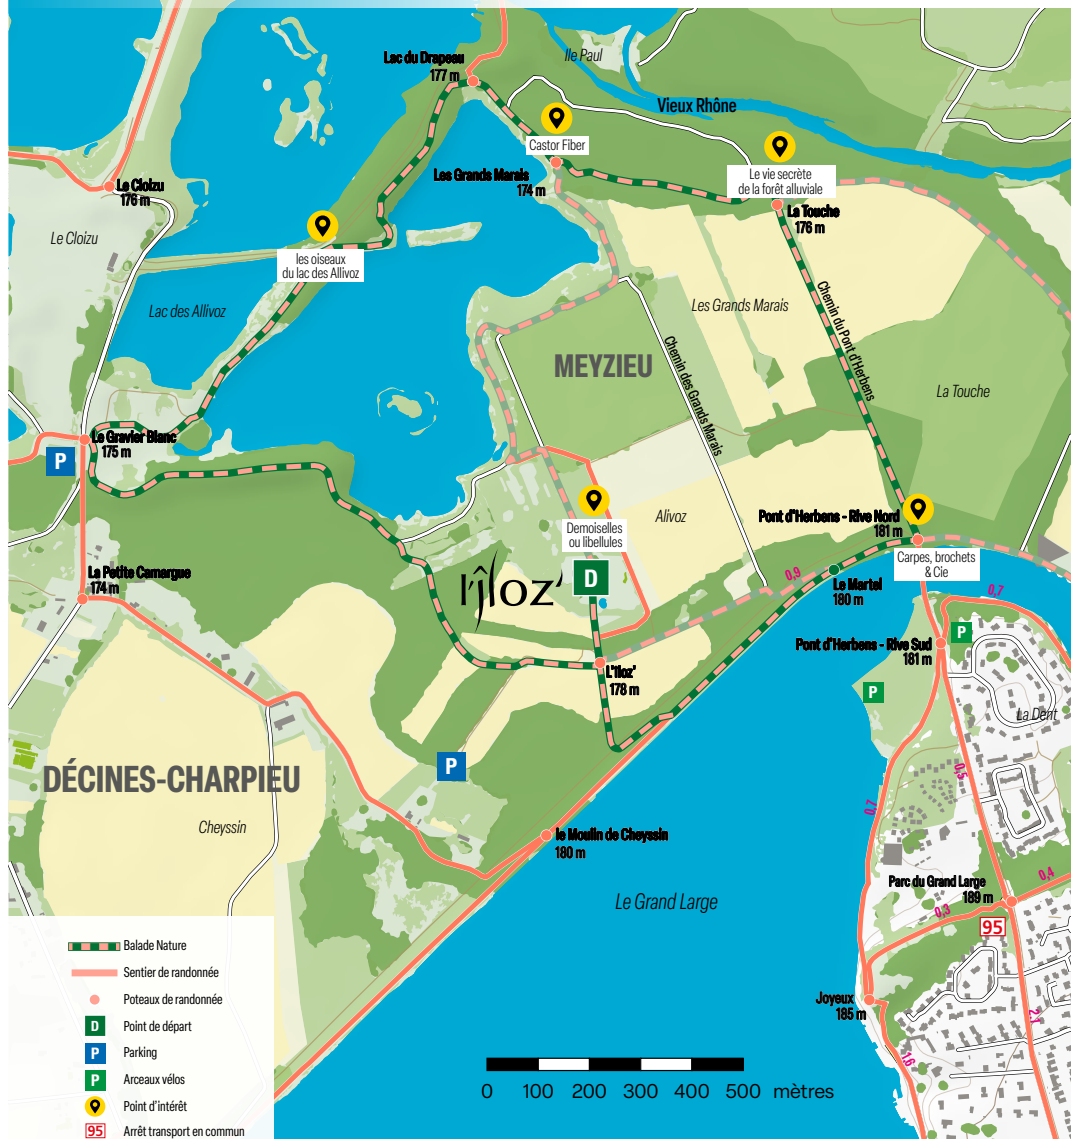 Lac du Drapeau
177 m
Ile Paul
Vieux Rhône
Castor Fiber
Les Grands Marais
174 m
Le vie secrète
de la forêt alluviale
La Touche
176 m
Le Cloizu
176 m
Le Cloizu
les oiseaux
du lac des Allivoz
Lac des Allivoz
Les Grands Marais
Chemin du Pont d'Herbens
MEYZIEU
Chemin des Grands Marais
La Touche
Le Gravier Blanc
175 m
P
Demoiselles
ou libellules
Alivoz
Pont d'Herbens - Rive Nord
181 m
Carpes, brochets
& Cie
La Petite Camargue
174 m
l'îloz'
D
0,9
Le Martel
180 m
0,7
P
Pont d'Herbens - Rive Sud
181 m
L'Iloz'
178 m
P
La Dent
P
DÉCINES-CHARPIEU
0,5
0,7
Cheyssin
le Moulin de Cheyssin
180 m
Le Grand Large
Parc du Grand Large
189 m
0,4
0,3
95
Joyeux
185 m
2,1
1,6
Balade Nature
Sentier de randonnée
Poteaux de randonnée
D Point de départ
P Parking
P Arceaux vélos
Point d'intérêt
95 Arrêt transport en commun
0 100 200 300 400 500 mètres